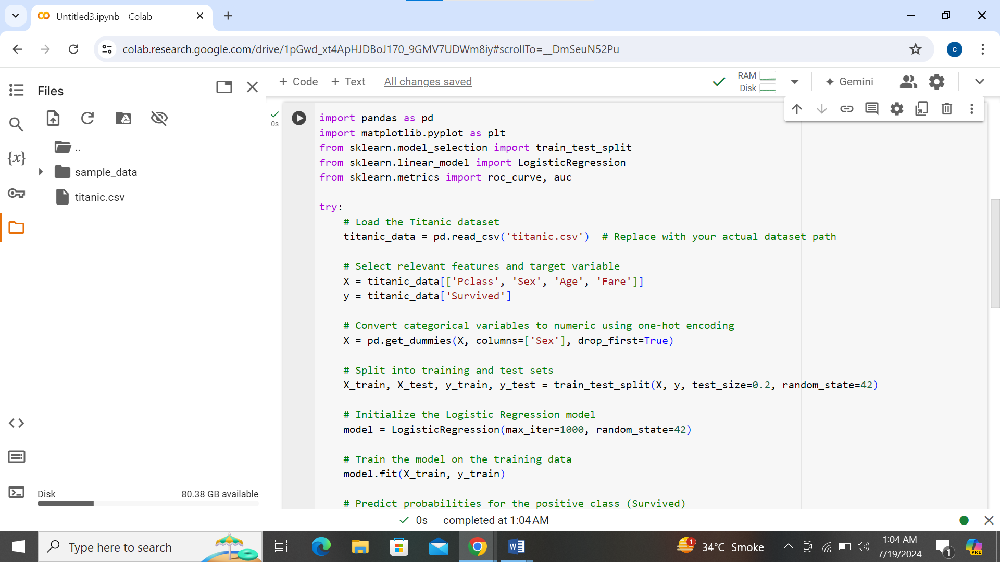 Untitled3.ipynb - Colab
colab.research.google.com/drive/1pGwd_xt4ApHJDBoJ170_9GMV7UDWm8iy#scrollTo=__DmSeuN52Pu
c
Files
..
sample_data
titanic.csv
Disk
80.38 GB available
+ Code
+ Text
All changes saved
RAM
Disk
Gemini
0s
import pandas as pd
import matplotlib.pyplot as plt
from sklearn.model_selection import train_test_split
from sklearn.linear_model import LogisticRegression
from sklearn.metrics import roc_curve, auc
try:
# Load the Titanic dataset
titanic_data = pd.read_csv('titanic.csv')  # Replace with your actual dataset path
# Select relevant features and target variable
X = titanic_data[['Pclass', 'Sex', 'Age', 'Fare']]
y = titanic_data['Survived']
# Convert categorical variables to numeric using one-hot encoding
X = pd.get_dummies(X, columns=['Sex'], drop_first=True)
# Split into training and test sets
X_train, X_test, y_train, y_test = train_test_split(X, y, test_size=0.2, random_state=42)
# Initialize the Logistic Regression model
model = LogisticRegression(max_iter=1000, random_state=42)
# Train the model on the training data
model.fit(X_train, y_train)
# Predict probabilities for the positive class (Survived)
0s completed at 1:04 AM
Type here to search
1
34°C Smoke
1:04 AM
7/19/2024
1
PRE